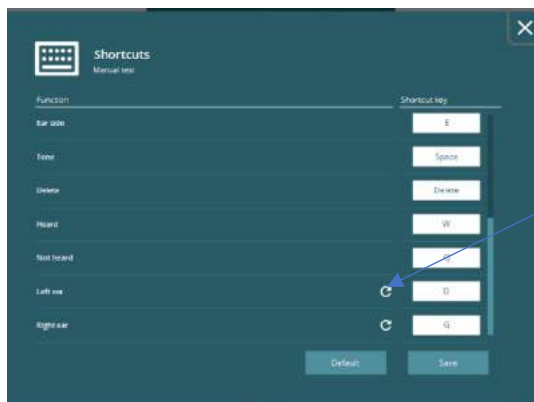 Shortcuts
Manual test
Function Shortcut key
Ear side E
Tone Space
Delete Delete
Heard W
Not heard Q
Left ear D
Right ear G
Default Save